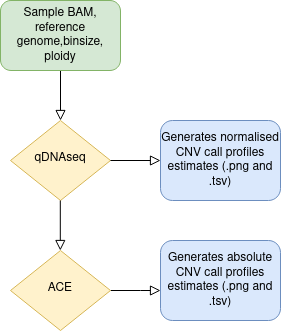 Sample BAM,
reference
genome,binsize,
ploidy
qDNAseq
Generates normalised
CNV call profiles
estimates (.png and
.tsv)
ACE
Generates absolute
CNV call profiles
estimates (.png and
.tsv)